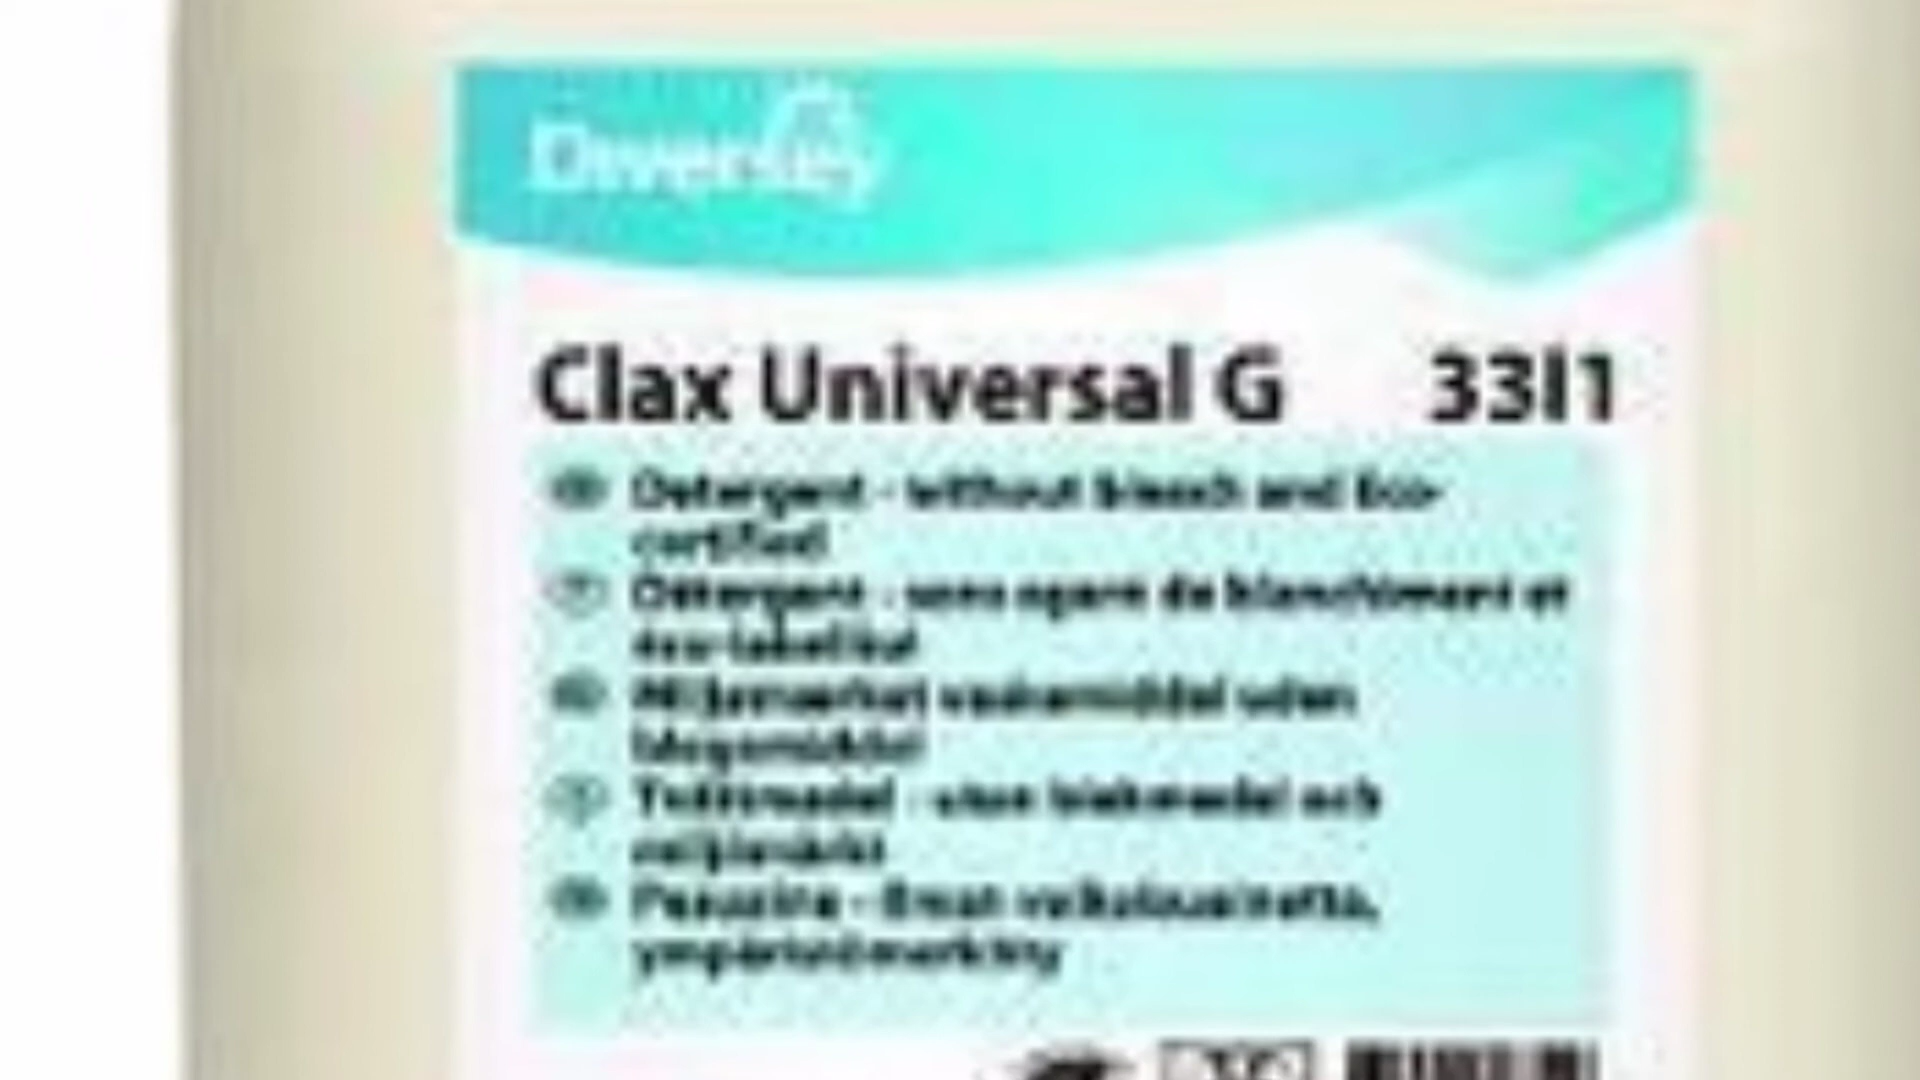 Diversey
Clax Universal G 33I1
Detergent - without bleach and Eco-
certified
Détergent - sans agent de blanchiment et
éco-labellisé
Miljømærket vaskemiddel uden
blegemiddel
Tvättmedel - utan blekmedel och
miljömärkt
Pesuaine - ilman valkaisuainetta,
ympäristömerkitty